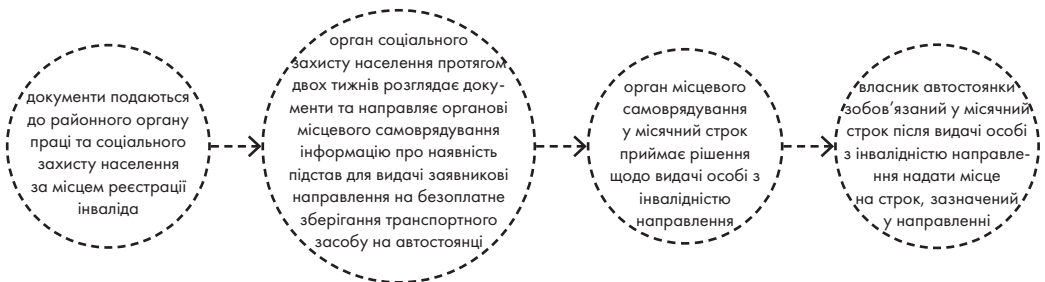 документи подаються
до районного органу
праці та соціального
захисту населення
за місцем реєстрації
інваліда
орган соціального
захисту населення протягом
двох тижнів розглядає доку-
менти та направляє органові
місцевого самоврядування
інформацію про наявність
підстав для видачі заявникові
направлення на безоплатне
зберігання транспортного
засобу на автостоянці
орган місцевого
самоврядування
у місячний строк
приймає рішення
щодо видачі особі з
інвалідністю
направлення
власник автостоянки
зобов’язаний у місячний
строк після видачі особі
з інвалідністю направле-
ння надати місце
на строк, зазначений
у направленні